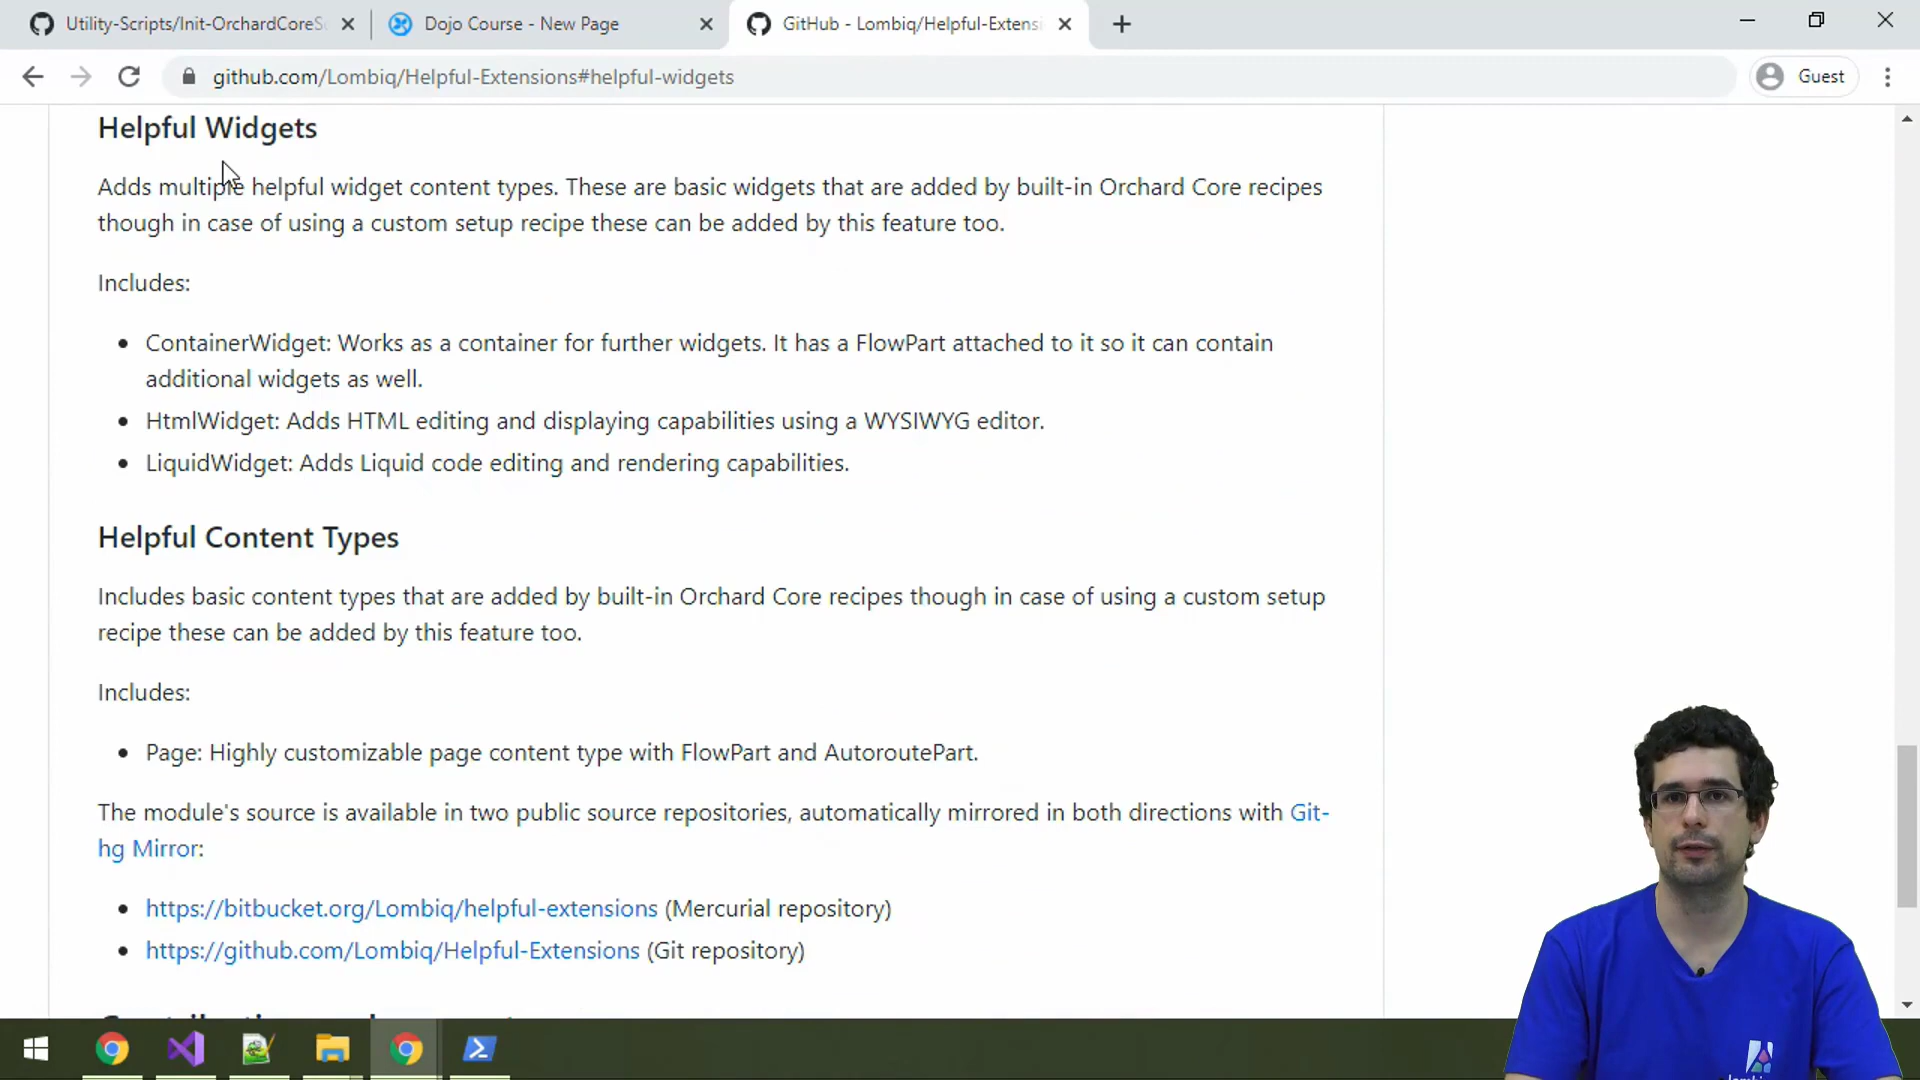 Utility-Scripts/Init-OrchardCoreSo
Dojo Course - New Page
GitHub - Lombiq/Helpful-Extensi
github.com/Lombiq/Helpful-Extensions#helpful-widgets
Guest
Helpful Widgets
Adds multiple helpful widget content types. These are basic widgets that are added by built-in Orchard Core recipes
though in case of using a custom setup recipe these can be added by this feature too.
Includes:
• ContainerWidget: Works as a container for further widgets. It has a FlowPart attached to it so it can contain
additional widgets as well.
• HtmlWidget: Adds HTML editing and displaying capabilities using a WYSIWYG editor.
• LiquidWidget: Adds Liquid code editing and rendering capabilities.
Helpful Content Types
Includes basic content types that are added by built-in Orchard Core recipes though in case of using a custom setup
recipe these can be added by this feature too.
Includes:
• Page: Highly customizable page content type with FlowPart and AutoroutePart.
The module's source is available in two public source repositories, automatically mirrored in both directions with Git-
hg Mirror:
• https://bitbucket.org/Lombiq/helpful-extensions (Mercurial repository)
• https://github.com/Lombiq/Helpful-Extensions (Git repository)